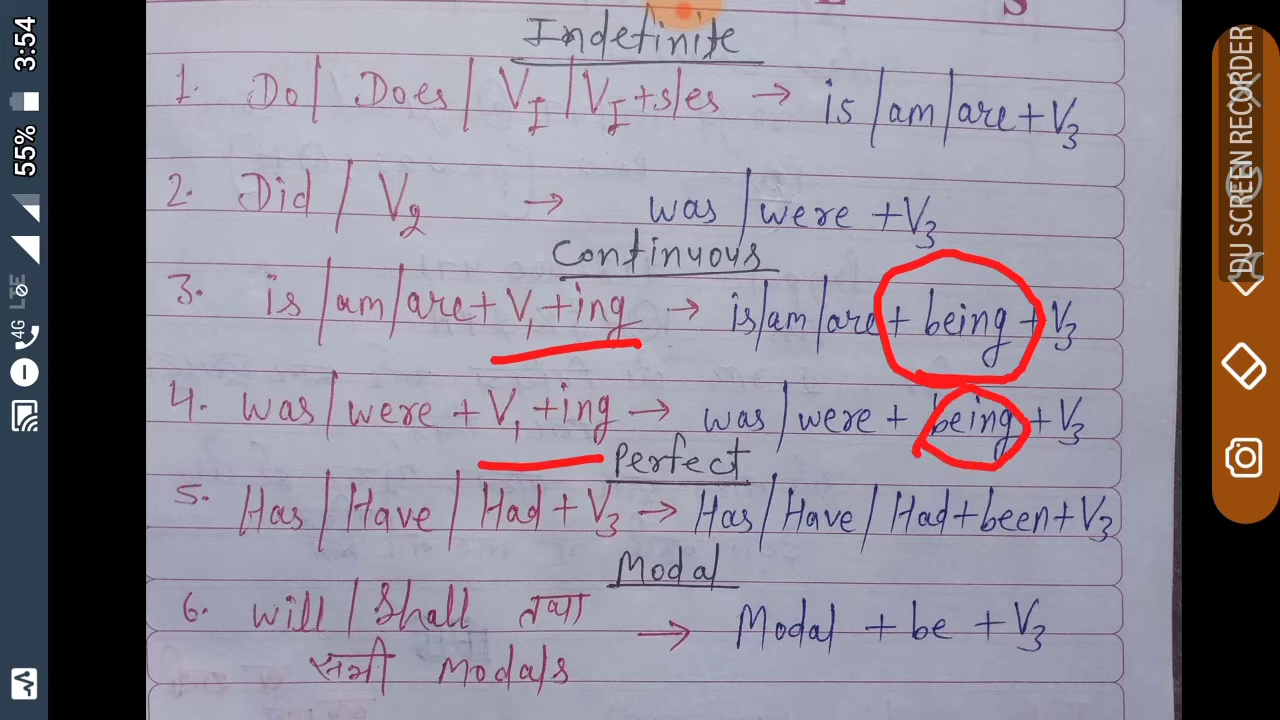 Indefinite
1. Do / Does / V_I / V_I+s/es → is / am / are + V₃
2. Did / V₂ → was / were + V₃
Continuous
3. is / am / are + V₁ + ing → is / am / are + being + V₃
4. was / were + V₁ + ing → was / were + being + V₃
Perfect
5. Has / Have / Had + V₃ → Has / Have / Had + been + V₃
Modal
6. will / Shall तथा → Modal + be + V₃
सभी Modals
3:54
55%
4G LTE
DU SCREEN RECORDER